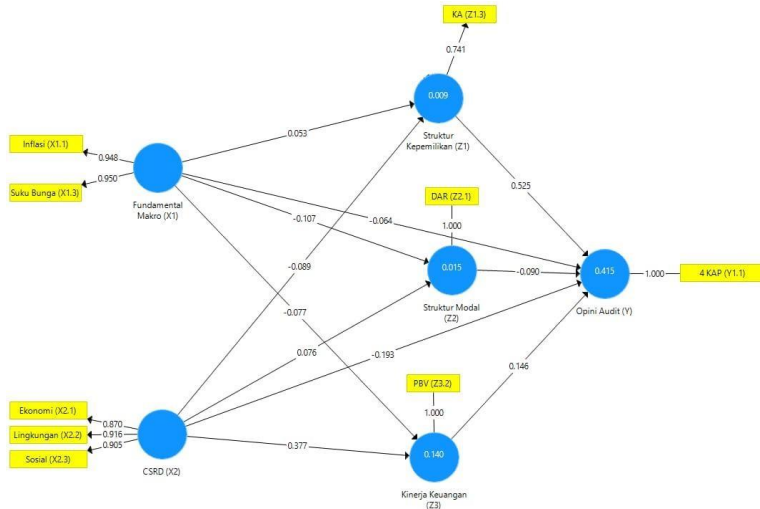 KA (Z1.3)
0.741
0.009
Struktur
Kepemilikan (Z1)
Inflasi (X1.1)
0.948
0.950
Suku Bunga (X1.3)
Fundamental
Makro (X1)
0.053
-0.107
-0.064
-0.089
-0.077
0.525
DAR (Z2.1)
1.000
0.015
Struktur Modal
(Z2)
-0.090
0.415
Opini Audit (Y)
1.000
4 KAP (Y1.1)
0.076
-0.193
0.146
PBV (Z3.2)
1.000
0.140
Kinerja Keuangan
(Z3)
Ekonomi (X2.1)
0.870
Lingkungan (X2.2)
0.916
0.905
Sosial (X2.3)
CSRD (X2)
0.377